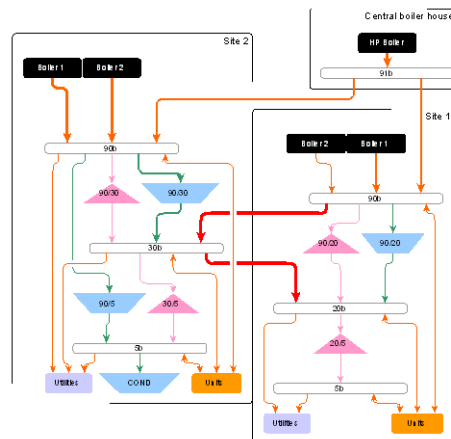 Central boiler house
HP Boiler
91b
Site 2
Boiler 1
Boiler 2
90b
90/30
90/30
30b
90/5
30/5
5b
Utilities
COND
Units
Site 1
Boiler 2
Boiler 1
90b
90/20
90/20
20b
20/5
5b
Utilities
Units